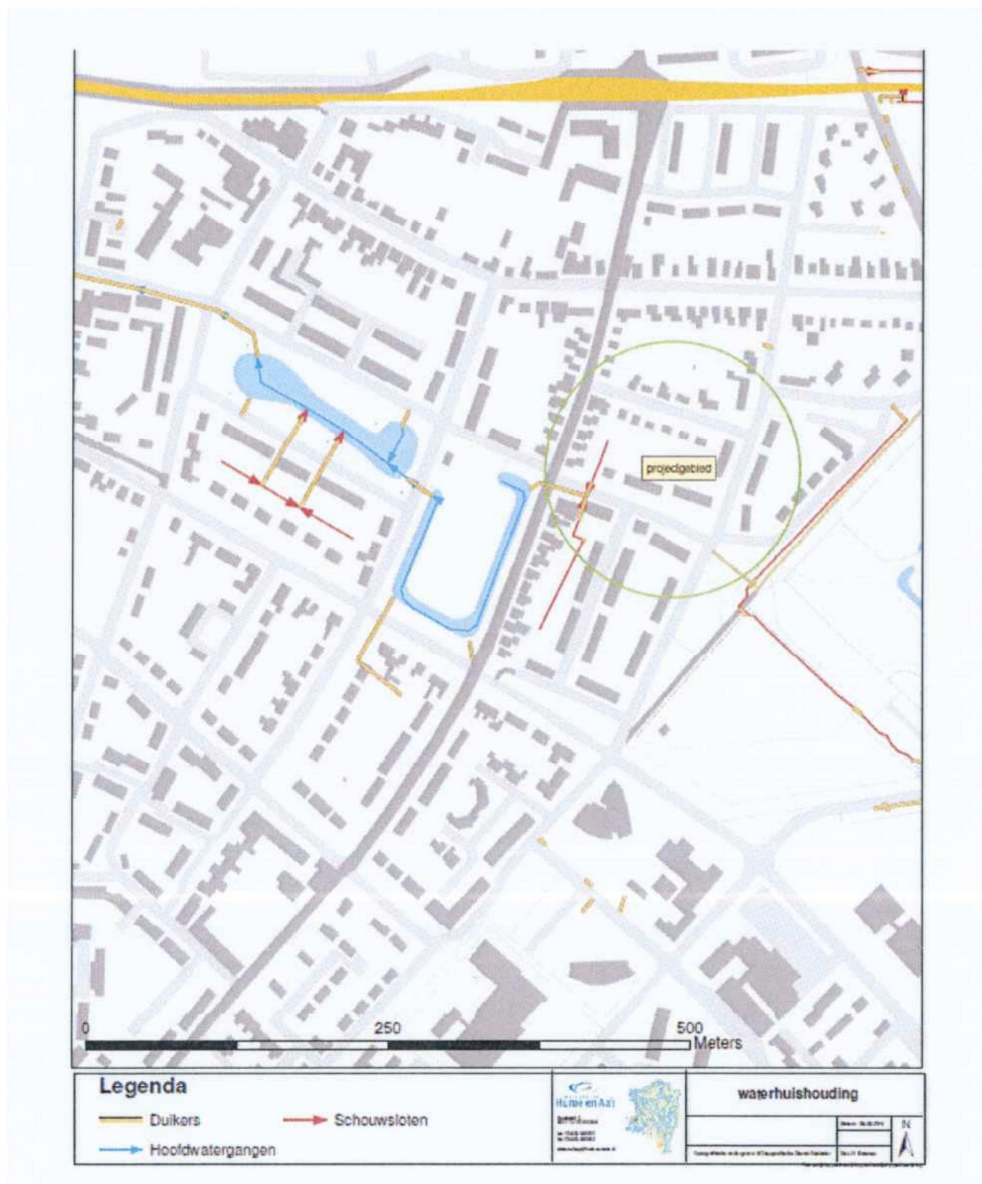 projectgebied
0 250 500
Meters
Legenda
Duikers
Schouwsloten
Hoofdwatergangen
Hunze en Aa's
waterhuishouding
N